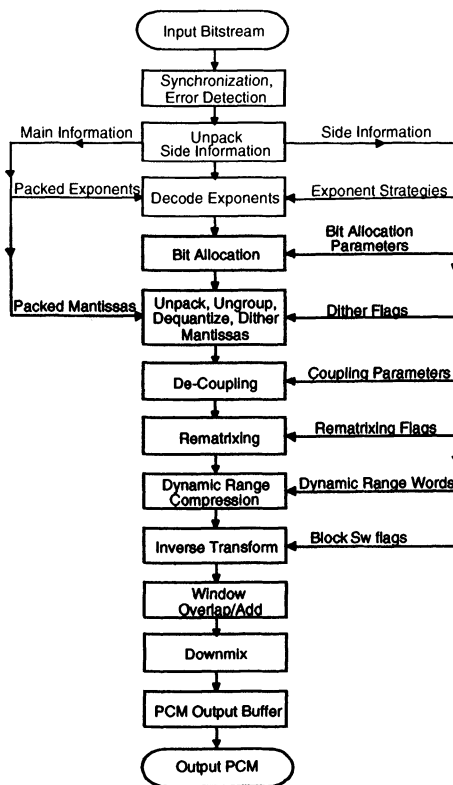 Input Bitstream
Synchronization,
Error Detection
Main Information
Unpack
Side Information
Side Information
Packed Exponents
Decode Exponents
Exponent Strategies
Bit Allocation
Bit Allocation
Parameters
Packed Mantissas
Unpack, Ungroup,
Dequantize, Dither
Mantissas
Dither Flags
De-Coupling
Coupling Parameters
Rematrixing
Rematrixing Flags
Dynamic Range
Compression
Dynamic Range Words
Inverse Transform
Block Sw flags
Window
Overlap/Add
Downmix
PCM Output Buffer
Output PCM